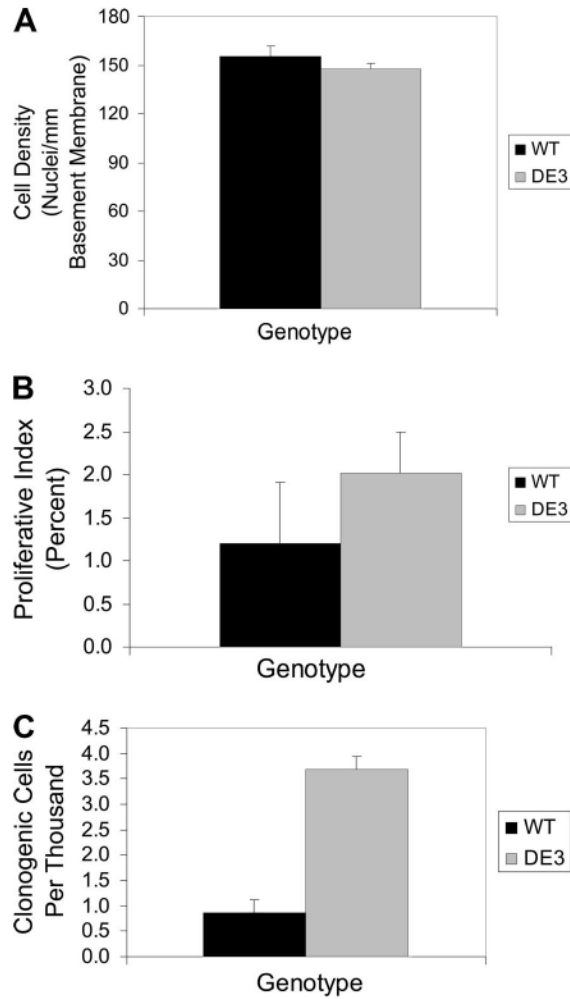 A
180
150
120
90
60
30
0
Cell Density
(Nuclei/mm
Basement Membrane)
Genotype
WT
DE3
B
3.0
2.5
2.0
1.5
1.0
0.5
0.0
Proliferative Index
(Percent)
Genotype
WT
DE3
C
4.5
4.0
3.5
3.0
2.5
2.0
1.5
1.0
0.5
0.0
Clonogenic Cells
Per Thousand
Genotype
WT
DE3